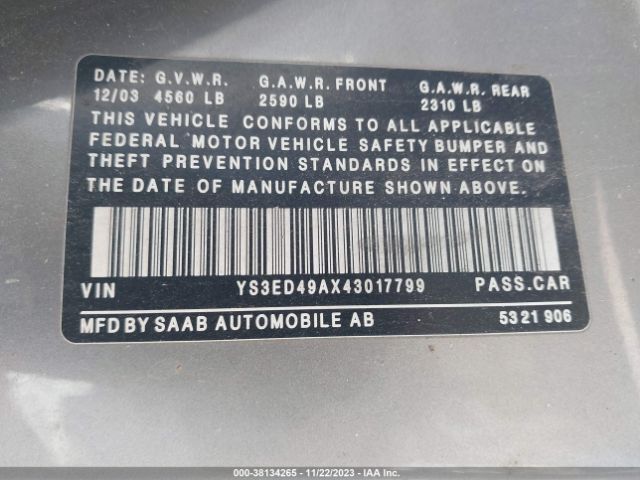 DATE: G.V.W.R. G.A.W.R. FRONT G.A.W.R. REAR
12/03 4560 LB 2590 LB 2310 LB
THIS VEHICLE CONFORMS TO ALL APPLICABLE
FEDERAL MOTOR VEHICLE SAFETY BUMPER AND
THEFT PREVENTION STANDARDS IN EFFECT ON
THE DATE OF MANUFACTURE SHOWN ABOVE.
VIN YS3ED49AX43017799 PASS.CAR
MFD BY SAAB AUTOMOBILE AB 5321906
000-38134265 - 11/22/2023 - IAA Inc.